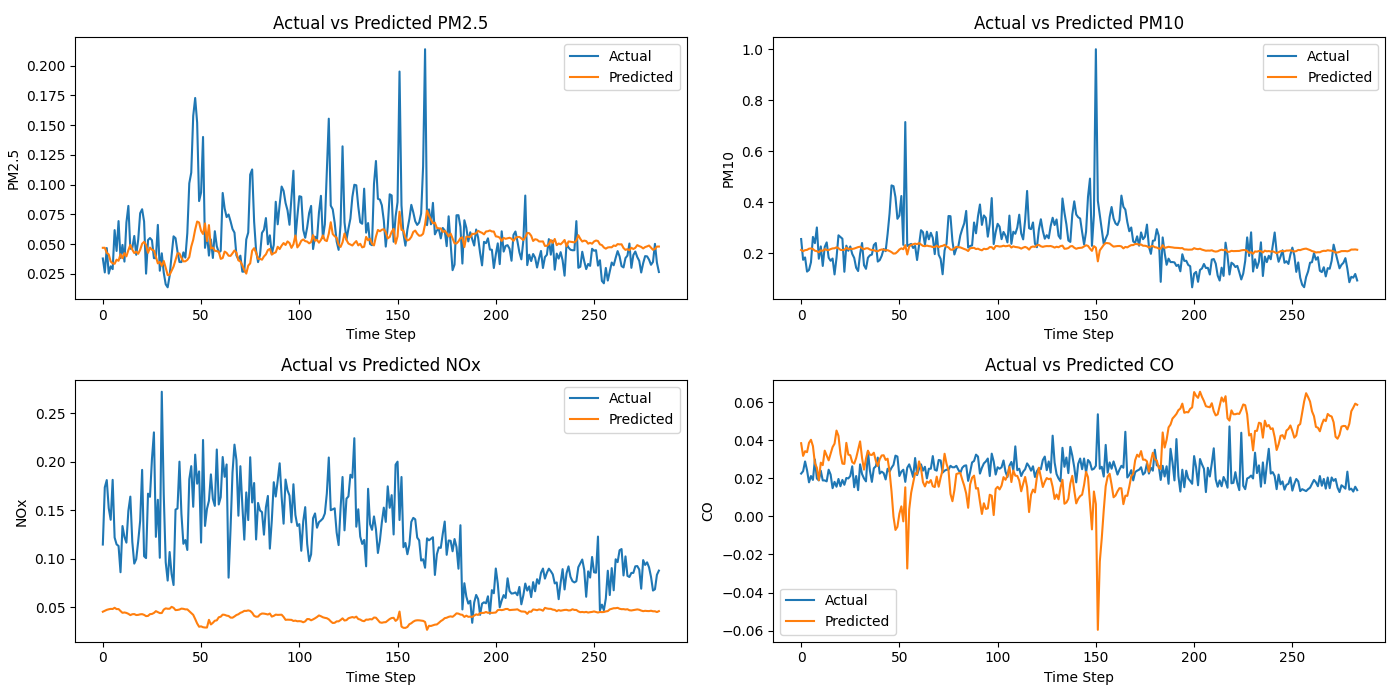 Actual vs Predicted PM2.5
PM2.5
0.200
0.175
0.150
0.125
0.100
0.075
0.050
0.025
Actual
Predicted
0 50 100 150 200 250
Time Step
Actual vs Predicted PM10
PM10
1.0
0.8
0.6
0.4
0.2
Actual
Predicted
0 50 100 150 200 250
Time Step
Actual vs Predicted NOx
NOx
0.25
0.20
0.15
0.10
0.05
Actual
Predicted
0 50 100 150 200 250
Time Step
Actual vs Predicted CO
CO
0.06
0.04
0.02
0.00
−0.02
−0.04
−0.06
Actual
Predicted
0 50 100 150 200 250
Time Step